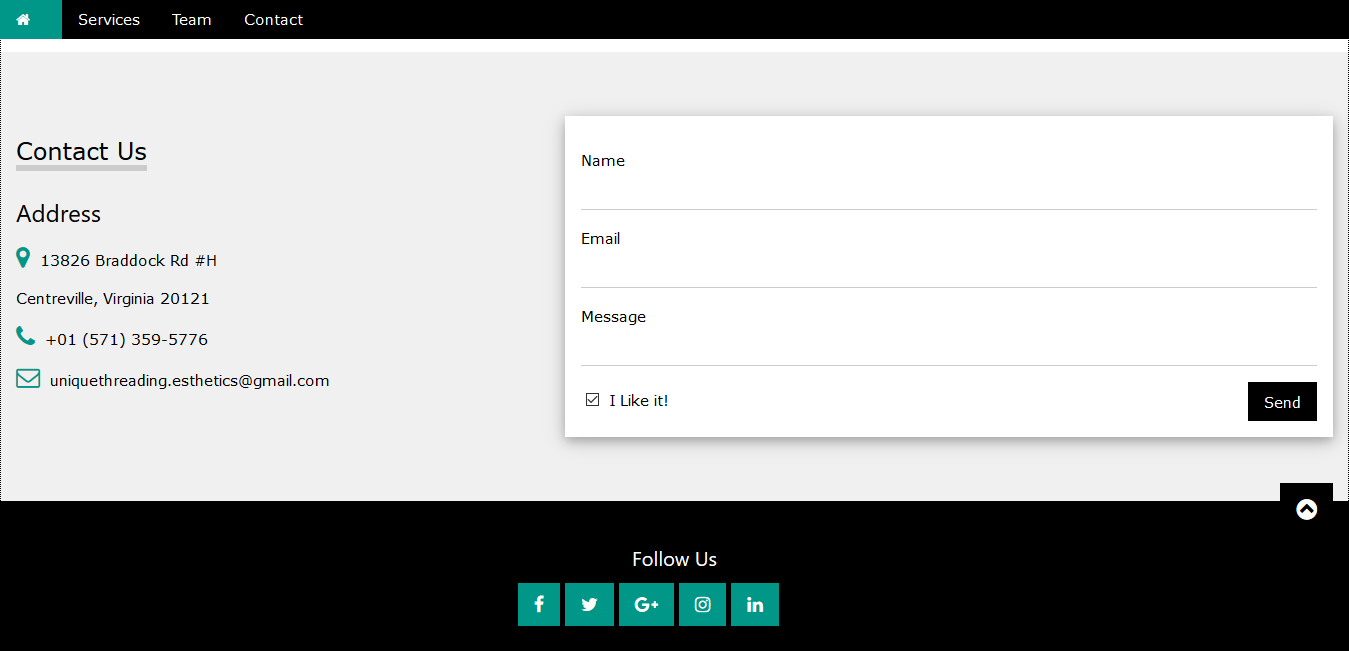 Services Team Contact
Contact Us
Address
13826 Braddock Rd #H
Centreville, Virginia 20121
+01 (571) 359-5776
uniquethreading.esthetics@gmail.com
Name
Email
Message
I Like it!
Send
Follow Us